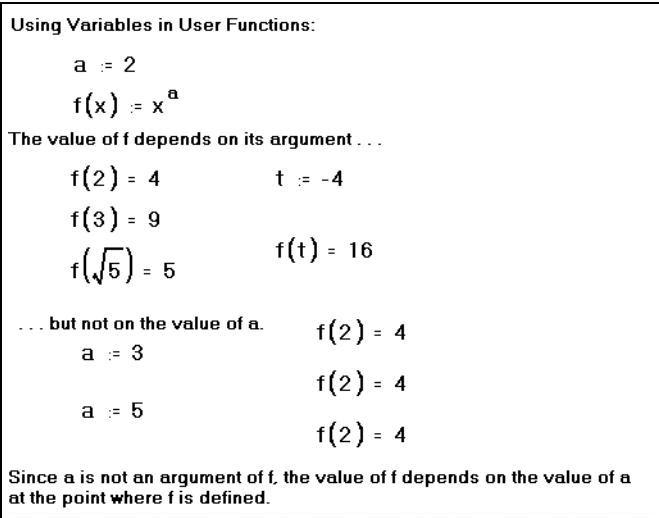 Using Variables in User Functions:
a := 2
f(x) := x^a
The value of f depends on its argument . . .
f(2) = 4
t := -4
f(3) = 9
f(t) = 16
f(√5) = 5
. . . but not on the value of a.
f(2) = 4
a := 3
f(2) = 4
a := 5
f(2) = 4
Since a is not an argument of f, the value of f depends on the value of a
at the point where f is defined.